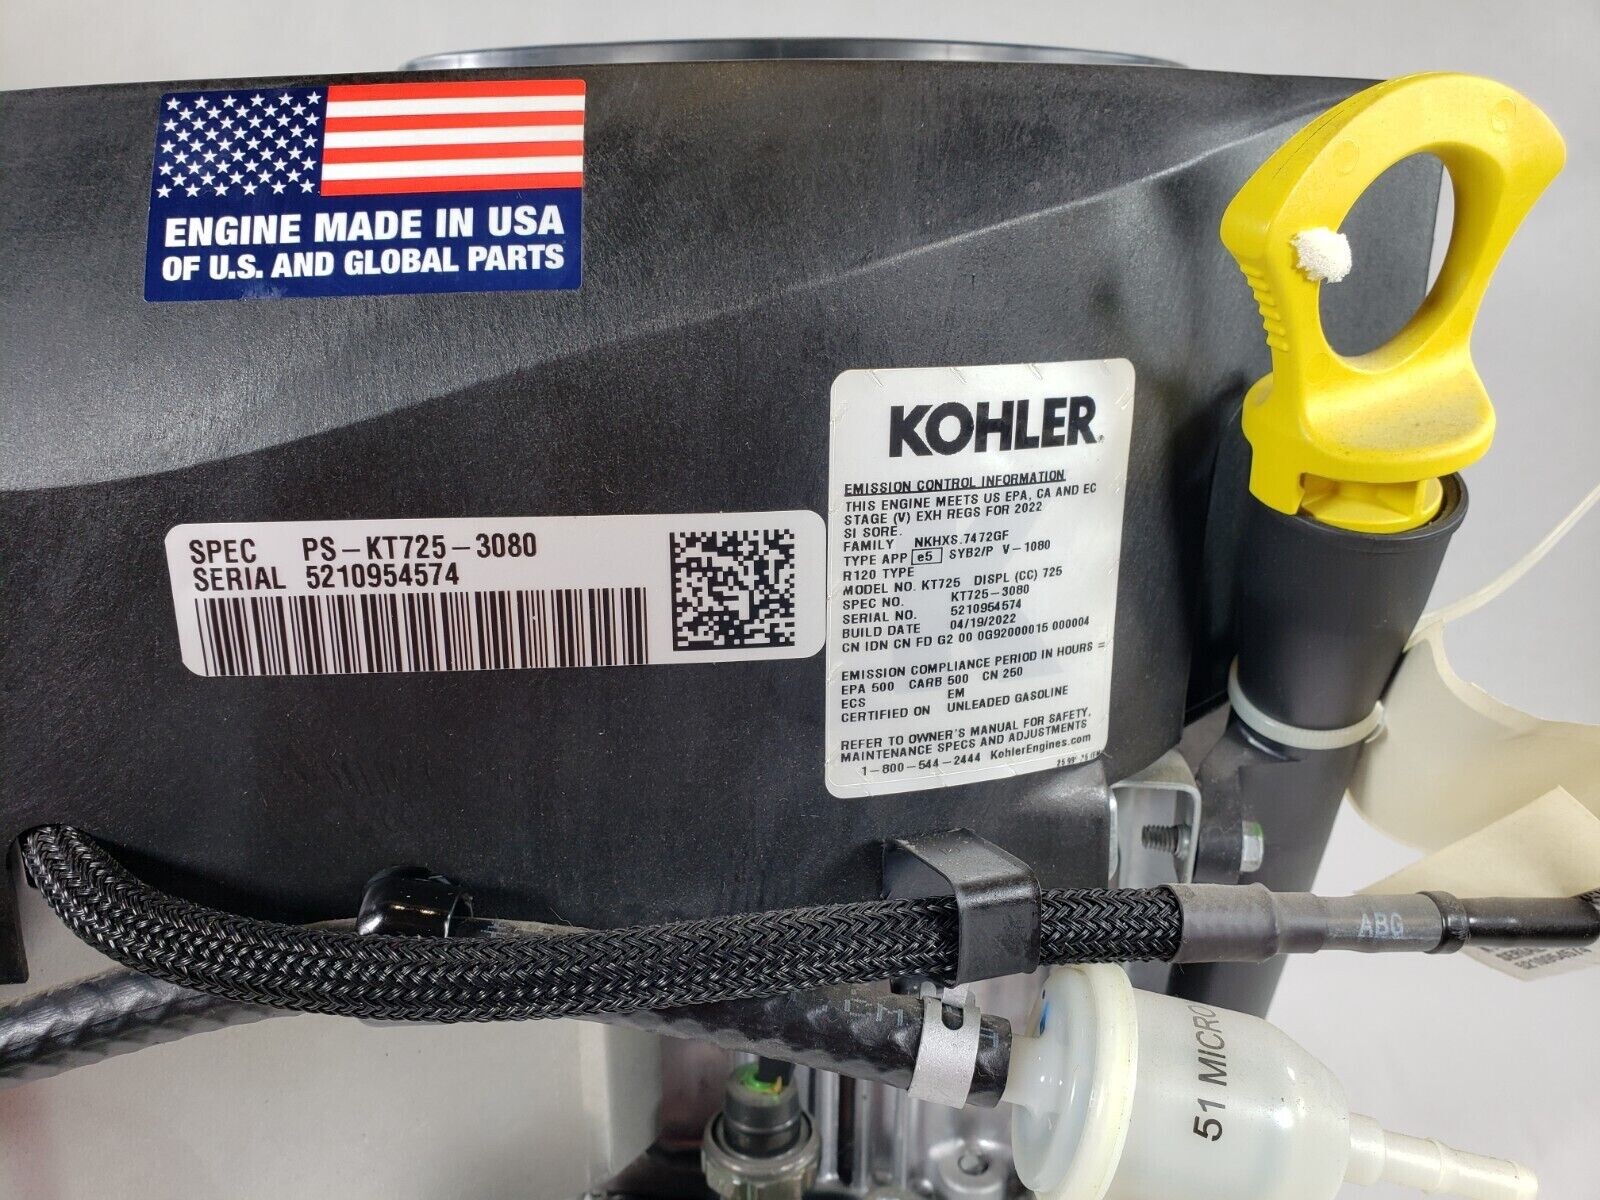 ENGINE MADE IN USA
OF U.S. AND GLOBAL PARTS
SPEC PS-KT725-3080
SERIAL 5210954574
KOHLER
EMISSION CONTROL INFORMATION
THIS ENGINE MEETS US EPA, CA AND EC
STAGE (V) EXH REGS FOR 2022
SI SORE.
FAMILY NKHXS.7472GF
TYPE APP e5 SYB2/P V-1080
R120 TYPE
MODEL NO. KT725 DISPL (CC) 725
SPEC NO. KT725-3080
SERIAL NO. 5210954574
BUILD DATE 04/19/2022
CN IDN CN FD G2 00 0G92000015 000004
EMISSION COMPLIANCE PERIOD IN HOURS =
EPA 500 CARB 500 CN 250
ECS EM
CERTIFIED ON UNLEADED GASOLINE
REFER TO OWNER'S MANUAL FOR SAFETY,
MAINTENANCE SPECS AND ADJUSTMENTS
1-800-544-2444 KohlerEngines.com
ABG
51 MICRO